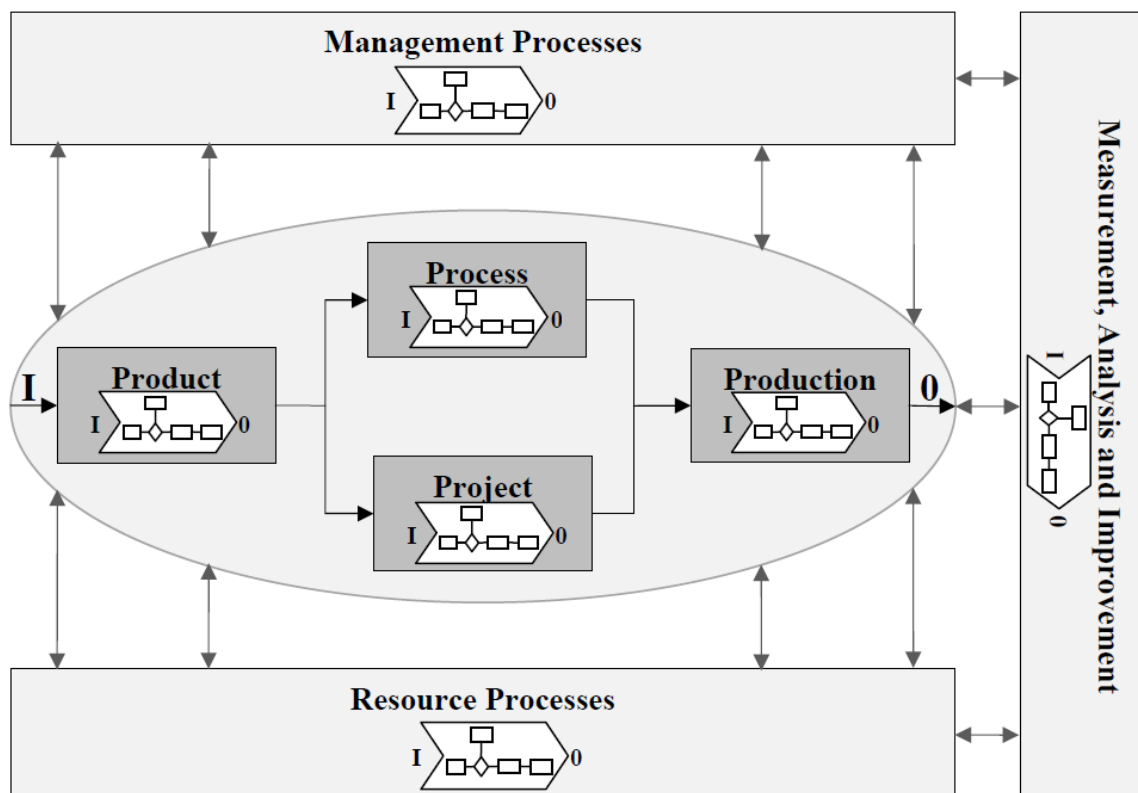 Management Processes
I 0
Process
I 0
I Product
I 0
Production 0
I 0
Project
I 0
Resource Processes
I 0
Measurement, Analysis and Improvement
I 0